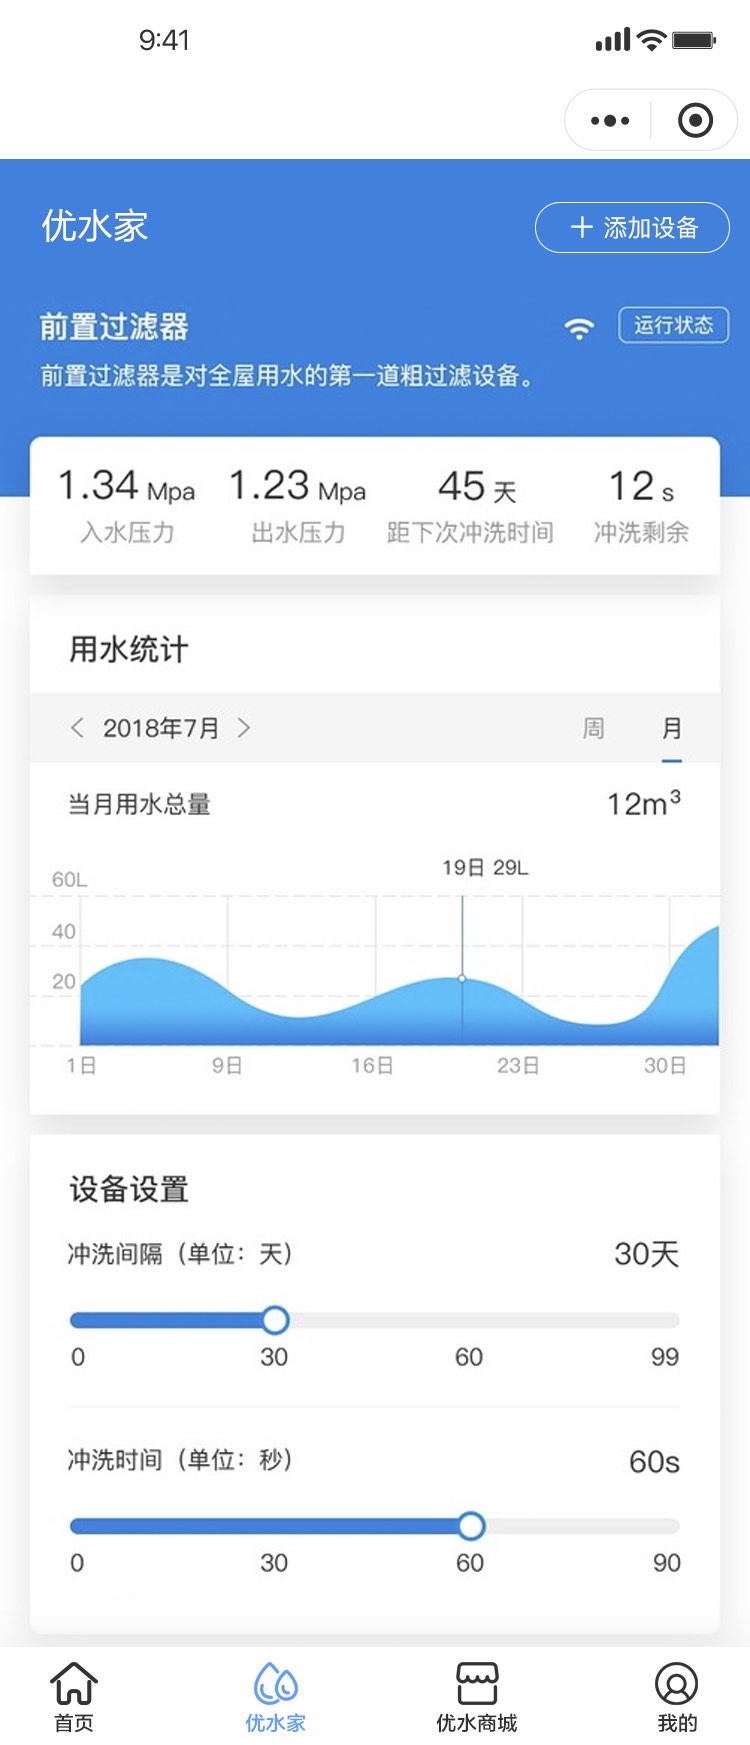 9:41
优水家
+ 添加设备
前置过滤器
运行状态
前置过滤器是对全屋用水的第一道粗过滤设备。
1.34 Mpa 1.23 Mpa 45 天 12 s
入水压力 出水压力 距下次冲洗时间 冲洗剩余
用水统计
< 2018年7月 > 周 月
当月用水总量 12m³
19日 29L
60L
40
20
1日 9日 16日 23日 30日
设备设置
冲洗间隔（单位：天） 30天
0 30 60 99
冲洗时间（单位：秒） 60s
0 30 60 90
首页 优水家 优水商城 我的